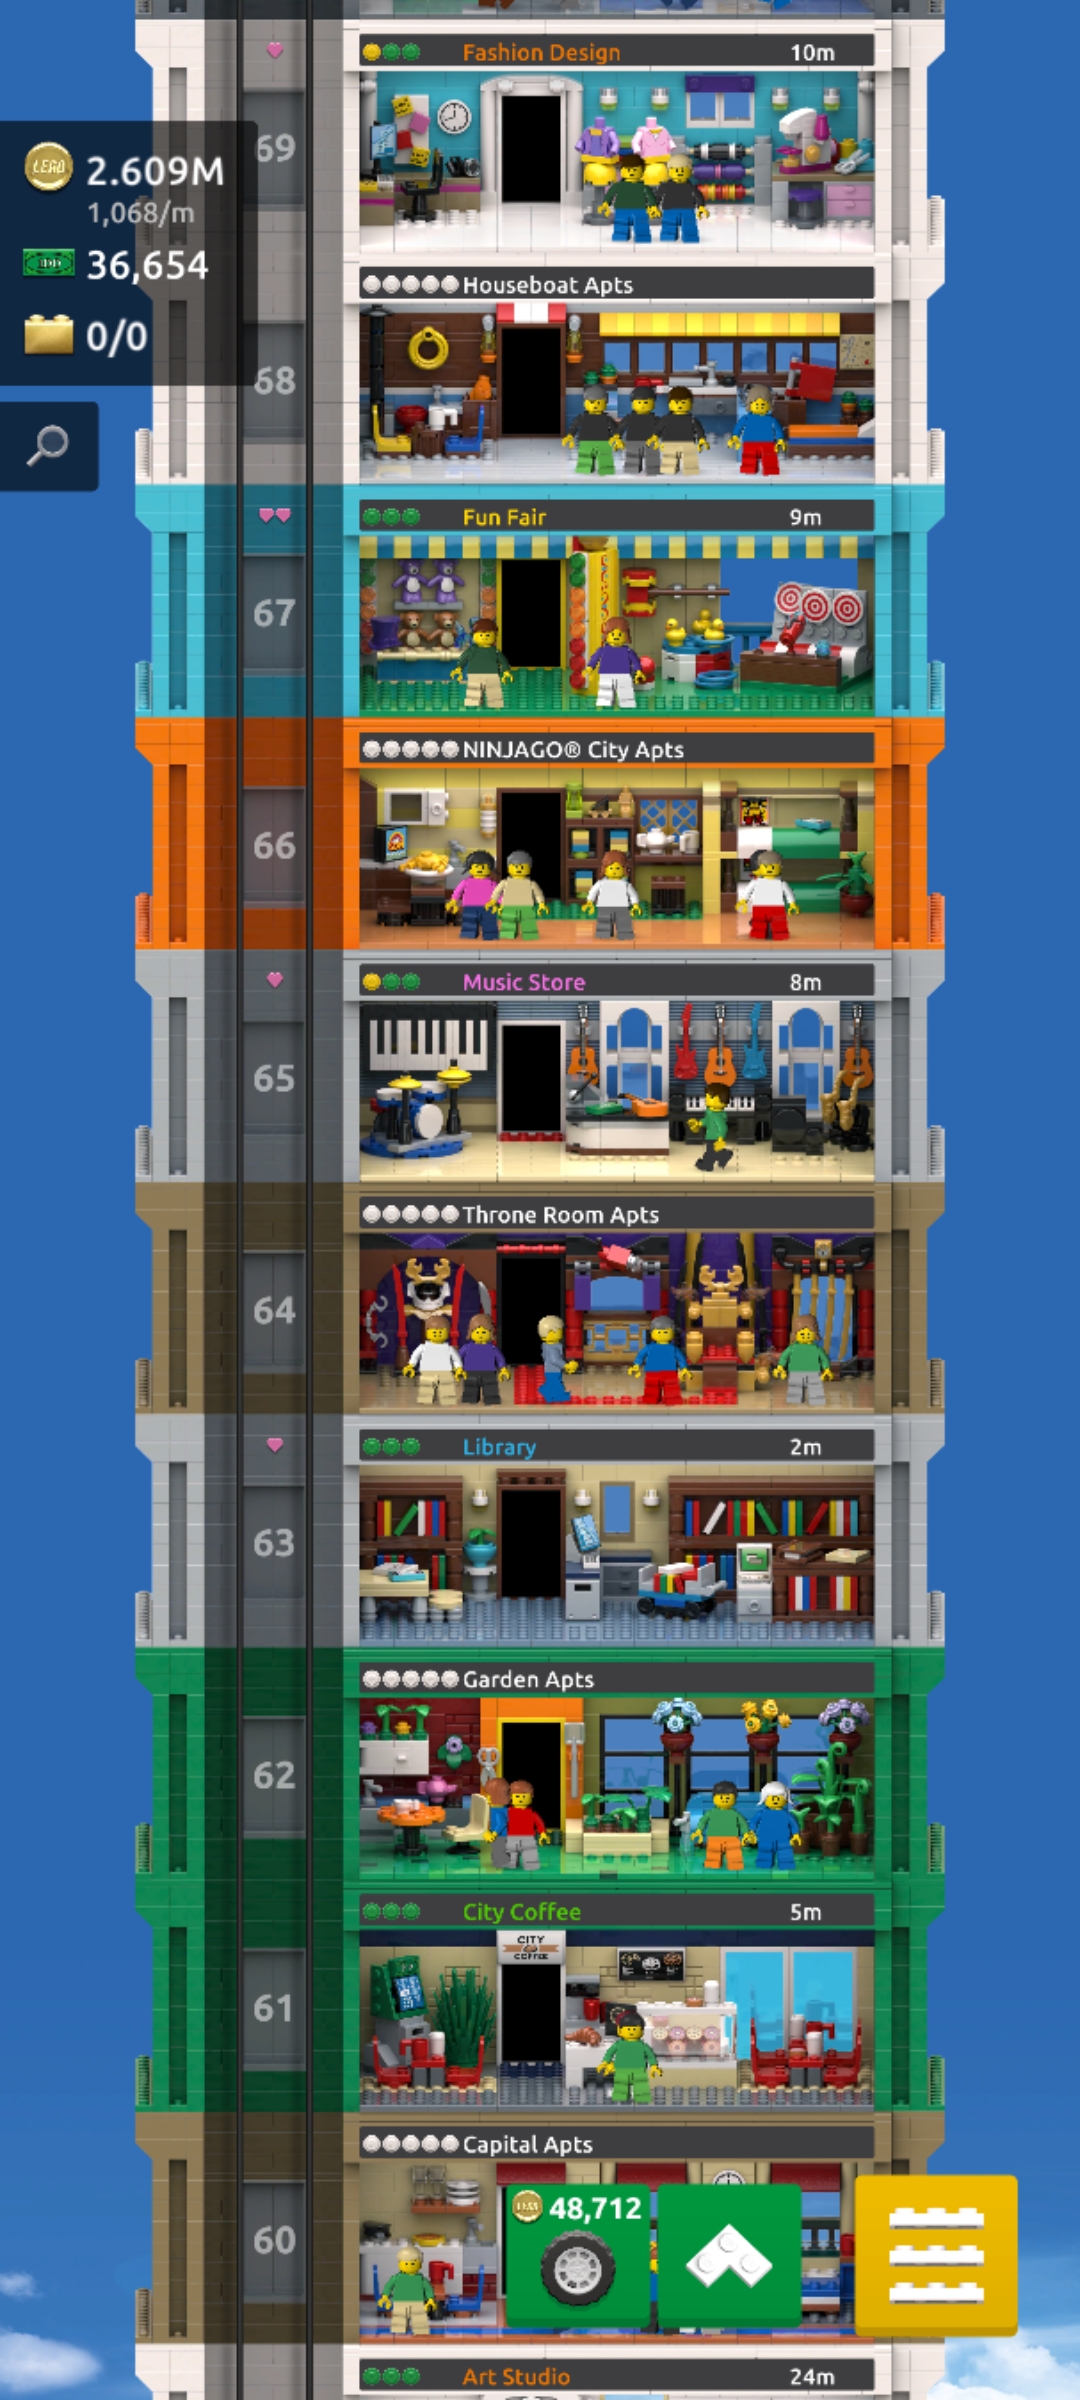 Fashion Design 10m
69
LEGO 2.609M
1,068/m
36,654
0/0
Houseboat Apts
68
Fun Fair 9m
67
NINJAGO® City Apts
66
Music Store 8m
65
Throne Room Apts
64
Library 2m
63
Garden Apts
62
City Coffee 5m
CITY
COFFEE
61
Capital Apts
60
48,712
Art Studio 24m